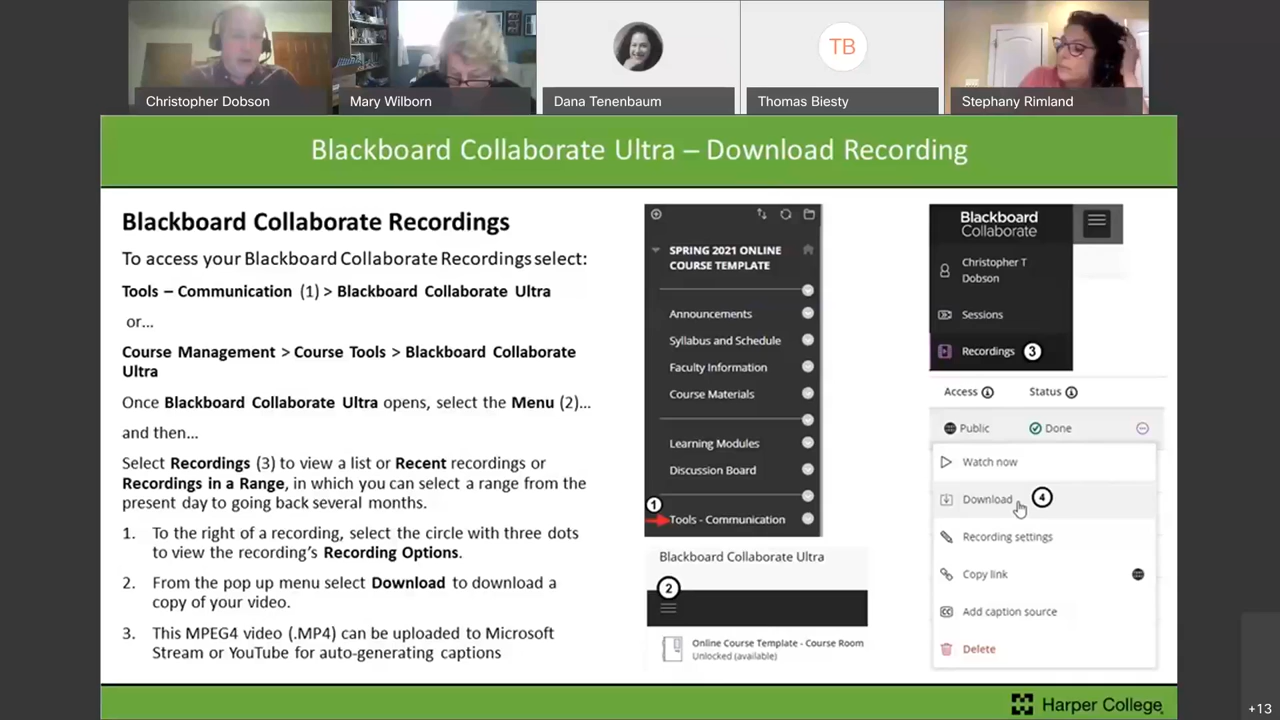 TB
Christopher Dobson
Mary Wilborn
Dana Tenenbaum
Thomas Biesty
Stephany Rimland
Blackboard Collaborate Ultra – Download Recording
Blackboard Collaborate Recordings
To access your Blackboard Collaborate Recordings select:
Tools – Communication (1) > Blackboard Collaborate Ultra
or...
Course Management > Course Tools > Blackboard Collaborate
Ultra
Once Blackboard Collaborate Ultra opens, select the Menu (2)...
and then...
Select Recordings (3) to view a list or Recent recordings or
Recordings in a Range, in which you can select a range from the
present day to going back several months.
1. To the right of a recording, select the circle with three dots
to view the recording's Recording Options.
2. From the pop up menu select Download to download a
copy of your video.
3. This MPEG4 video (.MP4) can be uploaded to Microsoft
Stream or YouTube for auto-generating captions
SPRING 2021 ONLINE
COURSE TEMPLATE
Announcements
Syllabus and Schedule
Faculty Information
Course Materials
Learning Modules
Discussion Board
1
Tools - Communication
Blackboard Collaborate Ultra
2
Online Course Template - Course Room
Unlocked (available)
Blackboard
Collaborate
Christopher T
Dobson
Sessions
Recordings 3
Access Status
Public Done
Watch now
Download 4
Recording settings
Copy link
CC Add caption source
Delete
Harper College
+13